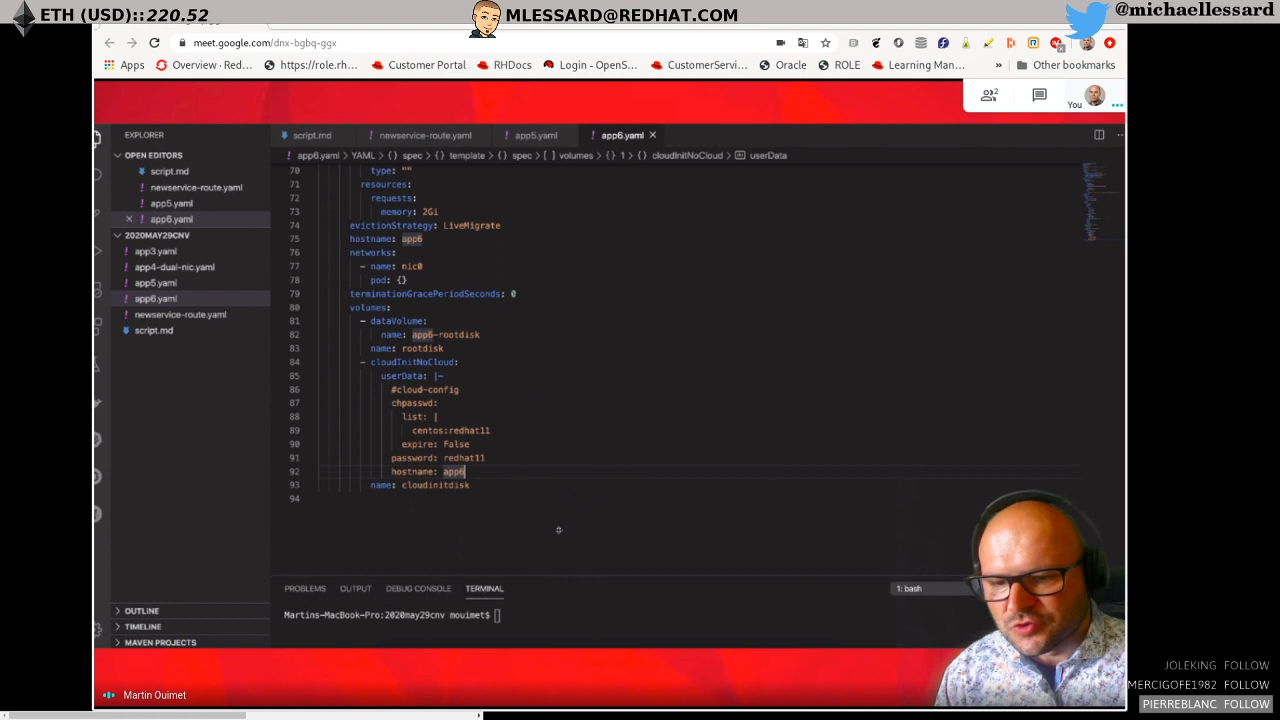 ETH (USD)::220.52
MLESSARD@REDHAT.COM
@michaellessard
meet.google.com/dnx-bgbq-ggx
Apps
Overview - Red...
https://role.rh...
Customer Portal
RHDocs
Login - OpenS...
CustomerServi...
Oracle
ROLE
Learning Man...
»
Other bookmarks
2
You
EXPLORER
OPEN EDITORS
script.md
newservice-route.yaml
app5.yaml
app6.yaml
2020MAY29CNV
app3.yaml
app4-dual-nic.yaml
app5.yaml
app6.yaml
newservice-route.yaml
script.md
OUTLINE
TIMELINE
MAVEN PROJECTS
script.md
newservice-route.yaml
app5.yaml
app6.yaml
app6.yaml > YAML > {} spec > {} template > {} spec > [ ] volumes > {} 1 > {} cloudInitNoCloud > userData
70 type: ""
71 resources:
72 requests:
73 memory: 2Gi
74 evictionStrategy: LiveMigrate
75 hostname: app6
76 networks:
77 - name: nic0
78 pod: {}
79 terminationGracePeriodSeconds: 0
80 volumes:
81 - dataVolume:
82 name: app6-rootdisk
83 name: rootdisk
84 - cloudInitNoCloud:
85 userData: |-
86 #cloud-config
87 chpasswd:
88 list: |
89 centos:redhat11
90 expire: False
91 password: redhat11
92 hostname: app6
93 name: cloudinitdisk
94
PROBLEMS
OUTPUT
DEBUG CONSOLE
TERMINAL
1: bash
Martins-MacBook-Pro:2020may29cnv mouimet$
Martin Ouimet
JOLEKING FOLLOW
MERCIGOFE1982 FOLLOW
PIERREBLANC FOLLOW